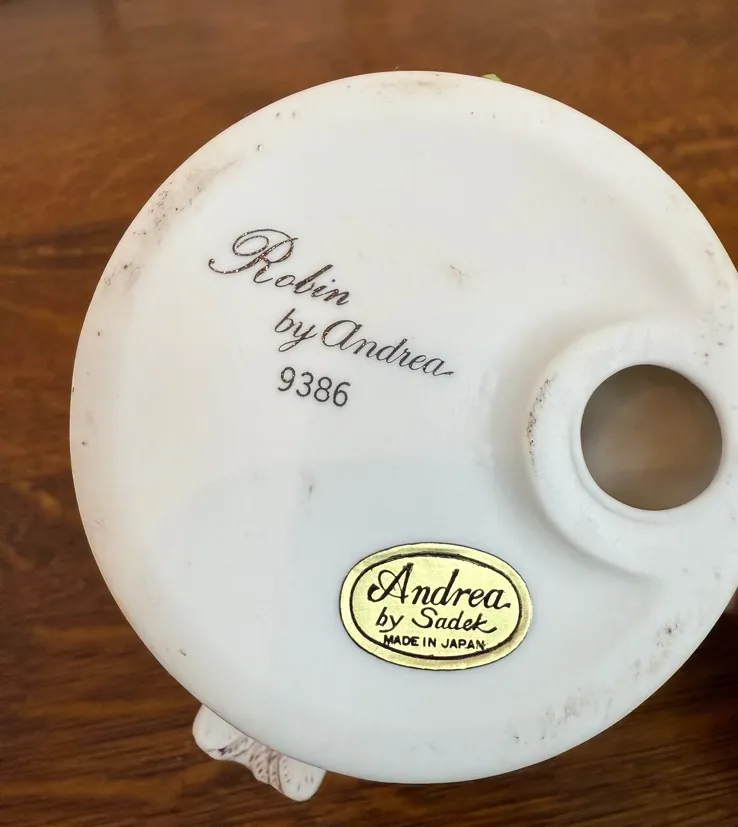 Robin
by Andrea
9386
Andrea
by Sadek
MADE IN JAPAN